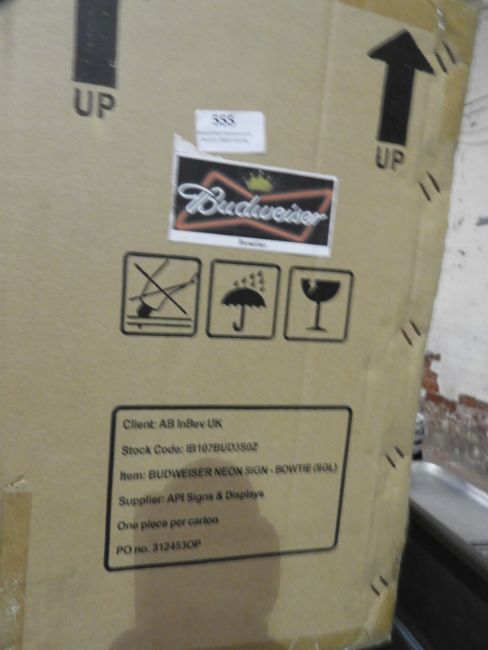 UP
UP
555
Budweiser
Bowtie
Client: AB InBev UK
Stock Code: IB107BUD3S0Z
Item: BUDWEISER NEON SIGN - BOWTIE (SGL)
Supplier: API Signs & Displays
One piece per carton
PO no. 312453OP